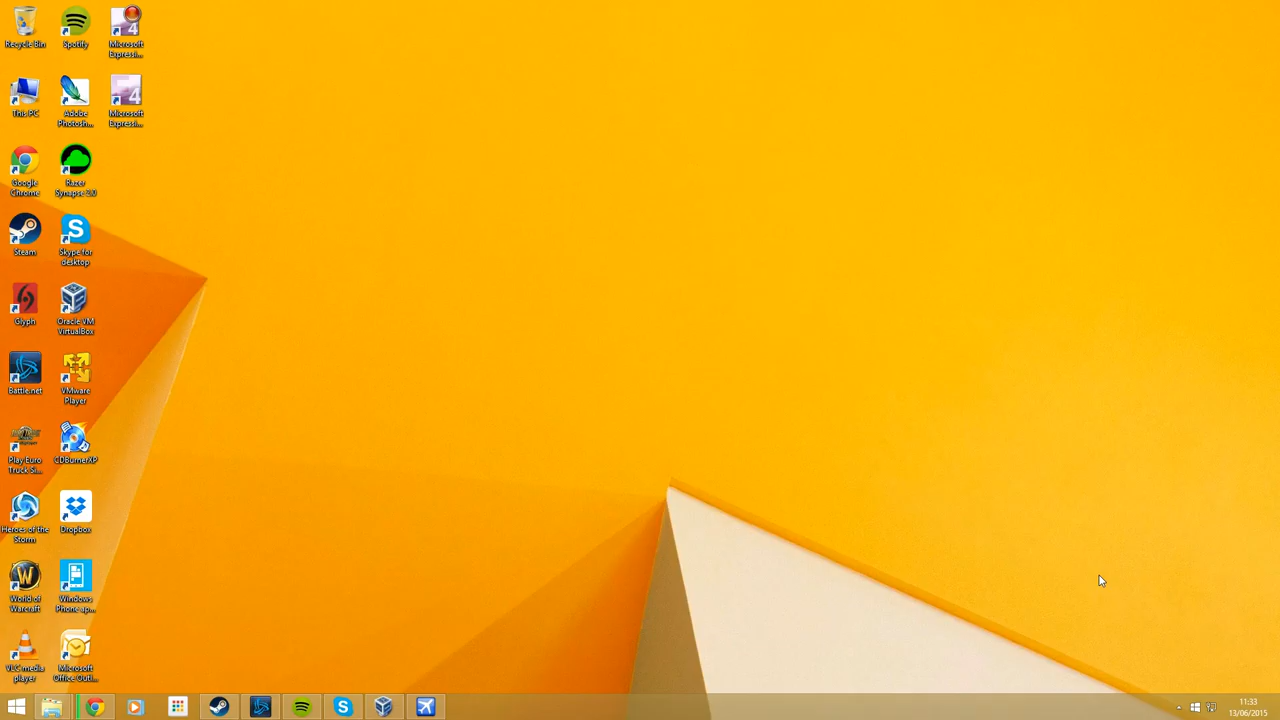 Recycle Bin
Spotify
Microsoft
Expressi...
This PC
Adobe
Photosh...
Microsoft
Expressi...
Google
Chrome
Razer
Synapse 2.0
Steam
Skype for
desktop
Glyph
Oracle VM
VirtualBox
Battle.net
VMware
Player
Play Euro
Truck Si...
CDBurnerXP
Heroes of the
Storm
Dropbox
World of
Warcraft
Windows
Phone ap...
VLC media
player
Microsoft
Office Outl...
11:33
13/06/2015